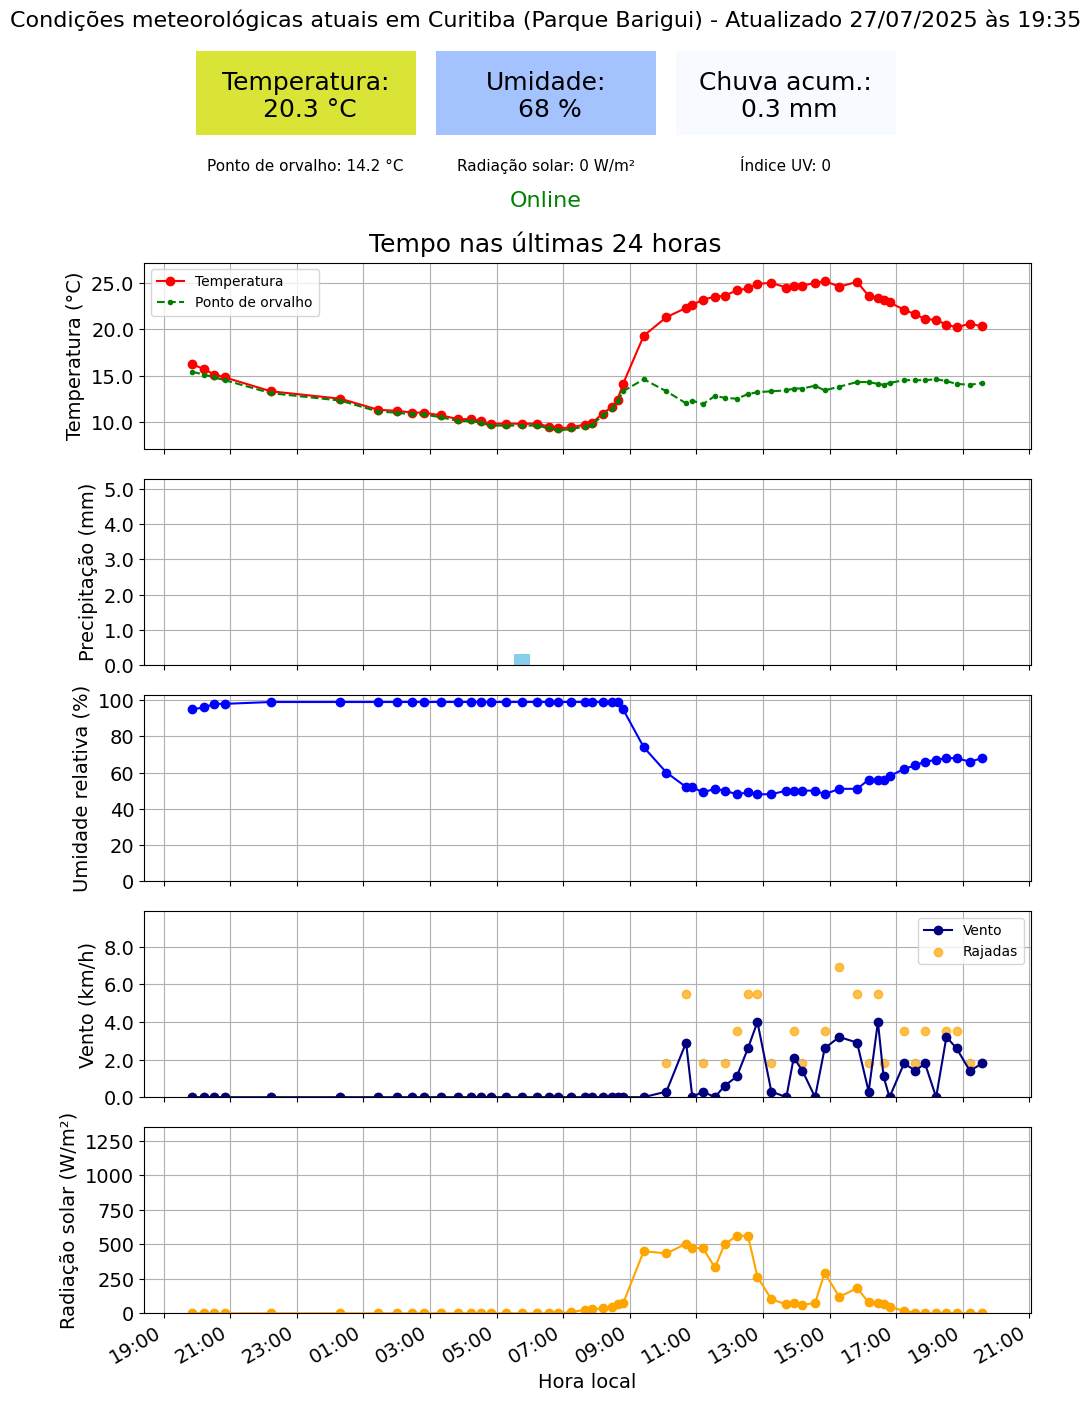 Condições meteorológicas atuais em Curitiba (Parque Barigui) - Atualizado 27/07/2025 às 19:35
Temperatura:
20.3 °C
Umidade:
68 %
Chuva acum.:
0.3 mm
Ponto de orvalho: 14.2 °C
Radiação solar: 0 W/m²
Índice UV: 0
Online
Tempo nas últimas 24 horas
Temperatura (°C)
25.0
20.0
15.0
10.0
Temperatura
Ponto de orvalho
Precipitação (mm)
5.0
4.0
3.0
2.0
1.0
0.0
Umidade relativa (%)
100
80
60
40
20
0
Vento (km/h)
8.0
6.0
4.0
2.0
0.0
Vento
Rajadas
Radiação solar (W/m²)
1250
1000
750
500
250
0
19:00
21:00
23:00
01:00
03:00
05:00
07:00
09:00
11:00
13:00
15:00
17:00
19:00
21:00
Hora local